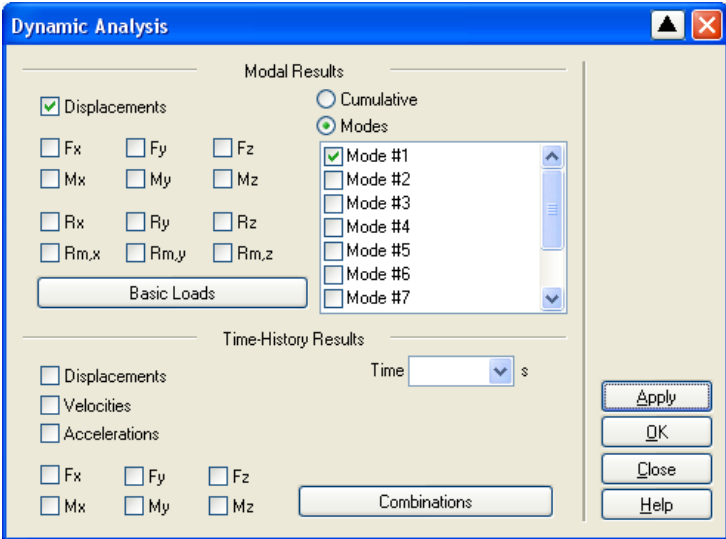 Dynamic Analysis
Modal Results
Displacements
Cumulative
Modes
Fx Fy Fz
Mx My Mz
Rx Ry Rz
Rm,x Rm,y Rm,z
Basic Loads
Mode #1
Mode #2
Mode #3
Mode #4
Mode #5
Mode #6
Mode #7
Time-History Results
Displacements
Velocities
Accelerations
Time s
Fx Fy Fz
Mx My Mz
Combinations
Apply
OK
Close
Help